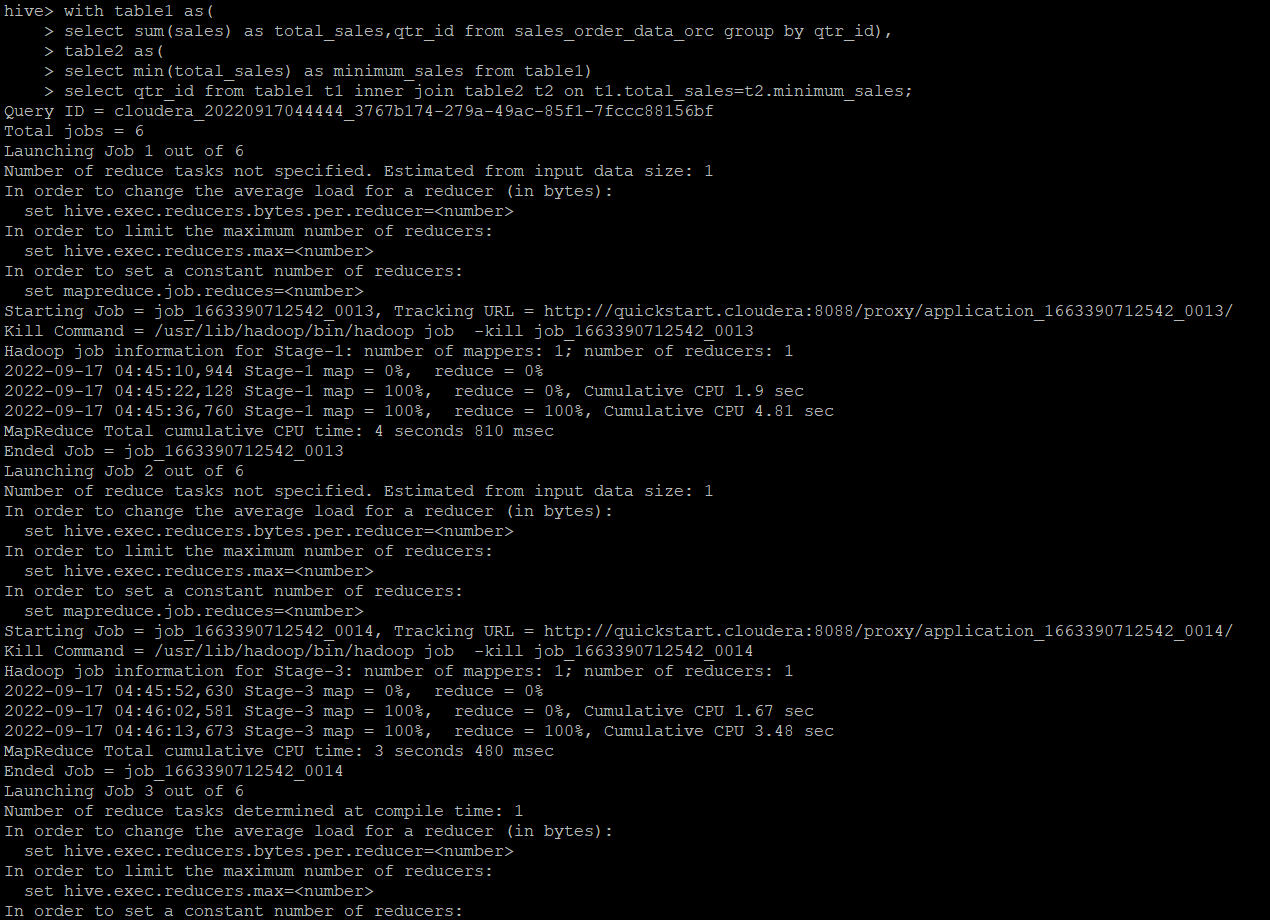 hive> with table1 as(
    > select sum(sales) as total_sales,qtr_id from sales_order_data_orc group by qtr_id),
    > table2 as(
    > select min(total_sales) as minimum_sales from table1)
    > select qtr_id from table1 t1 inner join table2 t2 on t1.total_sales=t2.minimum_sales;
Query ID = cloudera_20220917044444_3767b174-279a-49ac-85f1-7fccc88156bf
Total jobs = 6
Launching Job 1 out of 6
Number of reduce tasks not specified. Estimated from input data size: 1
In order to change the average load for a reducer (in bytes):
  set hive.exec.reducers.bytes.per.reducer=<number>
In order to limit the maximum number of reducers:
  set hive.exec.reducers.max=<number>
In order to set a constant number of reducers:
  set mapreduce.job.reduces=<number>
Starting Job = job_1663390712542_0013, Tracking URL = http://quickstart.cloudera:8088/proxy/application_1663390712542_0013/
Kill Command = /usr/lib/hadoop/bin/hadoop job  -kill job_1663390712542_0013
Hadoop job information for Stage-1: number of mappers: 1; number of reducers: 1
2022-09-17 04:45:10,944 Stage-1 map = 0%,  reduce = 0%
2022-09-17 04:45:22,128 Stage-1 map = 100%,  reduce = 0%, Cumulative CPU 1.9 sec
2022-09-17 04:45:36,760 Stage-1 map = 100%,  reduce = 100%, Cumulative CPU 4.81 sec
MapReduce Total cumulative CPU time: 4 seconds 810 msec
Ended Job = job_1663390712542_0013
Launching Job 2 out of 6
Number of reduce tasks not specified. Estimated from input data size: 1
In order to change the average load for a reducer (in bytes):
  set hive.exec.reducers.bytes.per.reducer=<number>
In order to limit the maximum number of reducers:
  set hive.exec.reducers.max=<number>
In order to set a constant number of reducers:
  set mapreduce.job.reduces=<number>
Starting Job = job_1663390712542_0014, Tracking URL = http://quickstart.cloudera:8088/proxy/application_1663390712542_0014/
Kill Command = /usr/lib/hadoop/bin/hadoop job  -kill job_1663390712542_0014
Hadoop job information for Stage-3: number of mappers: 1; number of reducers: 1
2022-09-17 04:45:52,630 Stage-3 map = 0%,  reduce = 0%
2022-09-17 04:46:02,581 Stage-3 map = 100%,  reduce = 0%, Cumulative CPU 1.67 sec
2022-09-17 04:46:13,673 Stage-3 map = 100%,  reduce = 100%, Cumulative CPU 3.48 sec
MapReduce Total cumulative CPU time: 3 seconds 480 msec
Ended Job = job_1663390712542_0014
Launching Job 3 out of 6
Number of reduce tasks determined at compile time: 1
In order to change the average load for a reducer (in bytes):
  set hive.exec.reducers.bytes.per.reducer=<number>
In order to limit the maximum number of reducers:
  set hive.exec.reducers.max=<number>
In order to set a constant number of reducers: